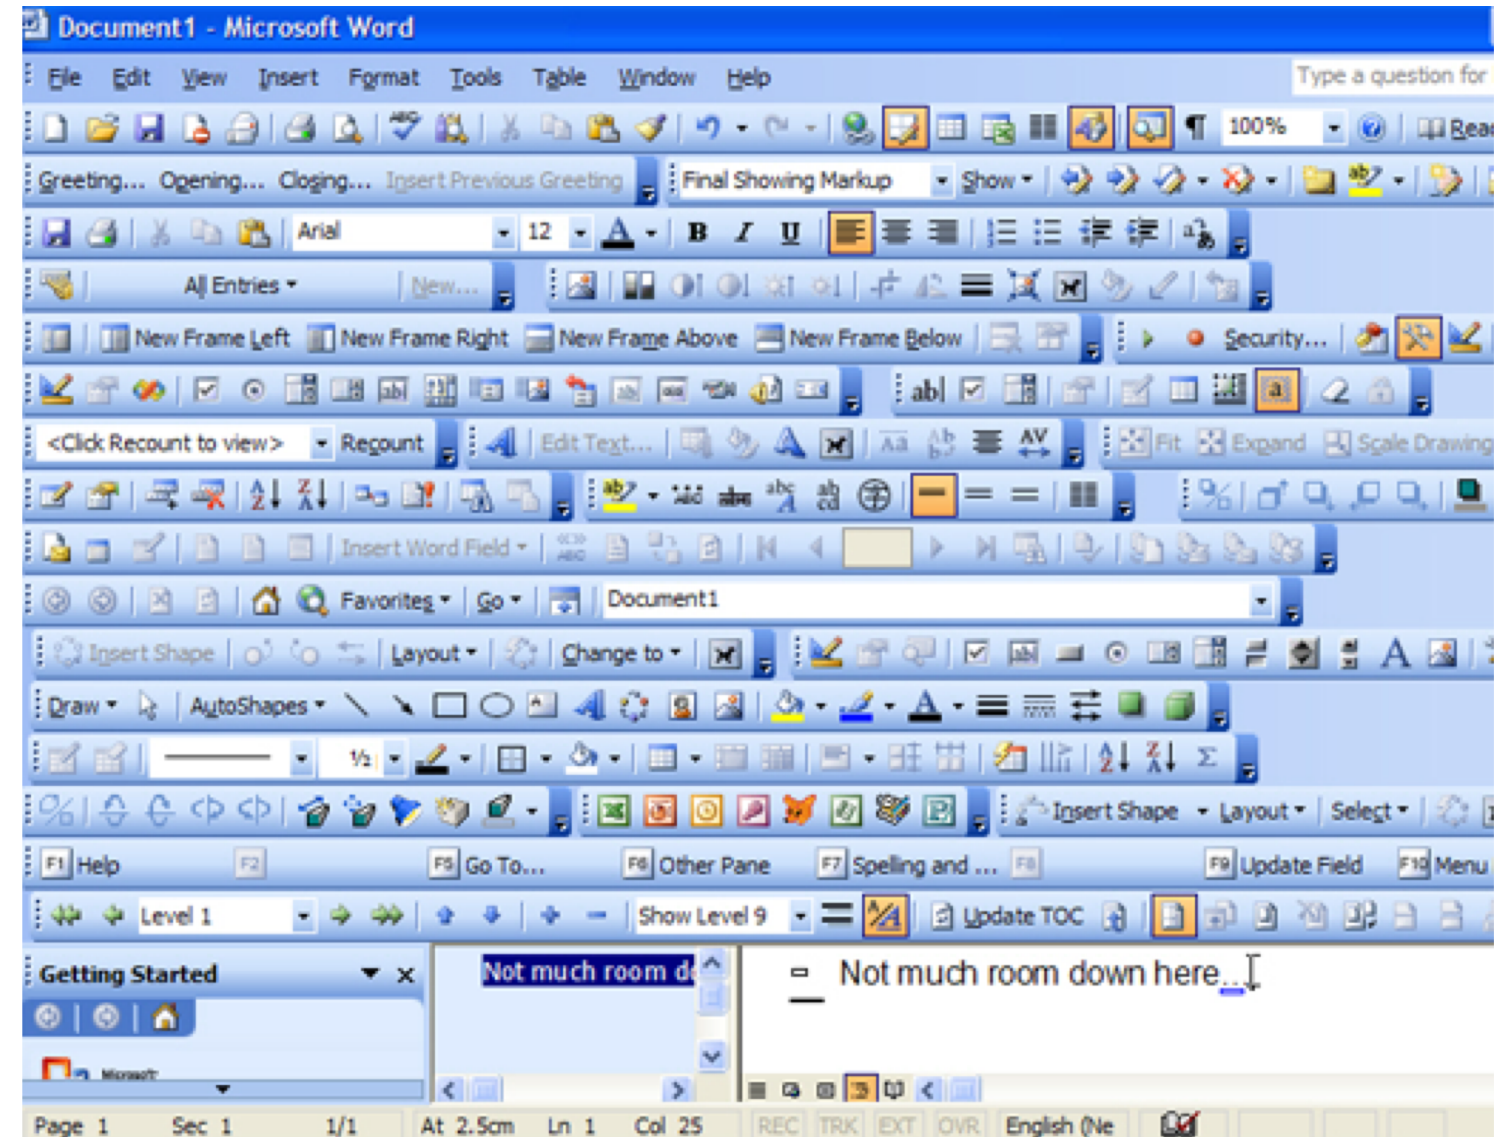 Document1 - Microsoft Word
File Edit View Insert Format Tools Table Window Help Type a question for
100% Read
Greeting... Opening... Closing... Insert Previous Greeting Final Showing Markup Show
Arial 12 A B I U
All Entries New...
New Frame Left New Frame Right New Frame Above New Frame Below Security...
abl
<Click Recount to view> Recount Edit Text... Fit Expand Scale Drawing
Insert Word Field
Favorites Go Document1
Insert Shape Layout Change to
Draw AutoShapes
½
Insert Shape Layout Select
F1 Help F2 F5 Go To... F6 Other Pane F7 Spelling and ... F8 F9 Update Field F10 Menu
Level 1 Show Level 9 Update TOC
Getting Started Not much room do Not much room down here...
Microsoft
Page 1 Sec 1 1/1 At 2.5cm Ln 1 Col 25 REC TRK EXT OVR English (Ne